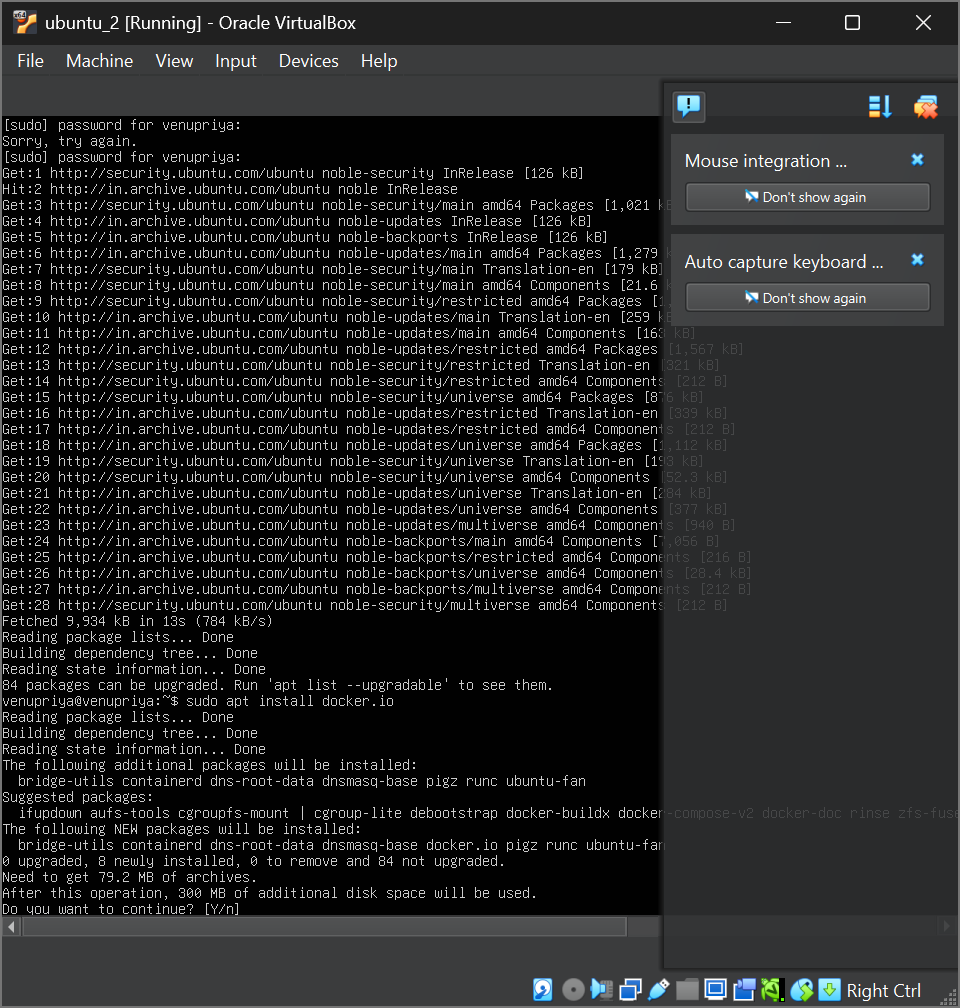 ubuntu_2 [Running] - Oracle VirtualBox
File Machine View Input Devices Help
[sudo] password for venupriya:
Sorry, try again.
[sudo] password for venupriya:
Get:1 http://security.ubuntu.com/ubuntu noble-security InRelease [126 kB]
Hit:2 http://in.archive.ubuntu.com/ubuntu noble InRelease
Get:3 http://security.ubuntu.com/ubuntu noble-security/main amd64 Packages [1,021 kB]
Get:4 http://in.archive.ubuntu.com/ubuntu noble-updates InRelease [126 kB]
Get:5 http://in.archive.ubuntu.com/ubuntu noble-backports InRelease [126 kB]
Get:6 http://in.archive.ubuntu.com/ubuntu noble-updates/main amd64 Packages [1,279
Get:7 http://security.ubuntu.com/ubuntu noble-security/main Translation-en [179 kB]
Get:8 http://security.ubuntu.com/ubuntu noble-security/main amd64 Components [21.6
Get:9 http://security.ubuntu.com/ubuntu noble-security/restricted amd64 Packages
Get:10 http://in.archive.ubuntu.com/ubuntu noble-updates/main Translation-en [259 kB]
Get:11 http://in.archive.ubuntu.com/ubuntu noble-updates/main amd64 Components [163 kB]
Get:12 http://in.archive.ubuntu.com/ubuntu noble-updates/restricted amd64 Packages [1,567 kB]
Get:13 http://security.ubuntu.com/ubuntu noble-security/restricted Translation-en [321 kB]
Get:14 http://security.ubuntu.com/ubuntu noble-security/restricted amd64 Components [212 B]
Get:15 http://security.ubuntu.com/ubuntu noble-security/universe amd64 Packages [876 kB]
Get:16 http://in.archive.ubuntu.com/ubuntu noble-updates/restricted Translation-en [339 kB]
Get:17 http://in.archive.ubuntu.com/ubuntu noble-updates/restricted amd64 Components [212 B]
Get:18 http://in.archive.ubuntu.com/ubuntu noble-updates/universe amd64 Packages [1,112 kB]
Get:19 http://security.ubuntu.com/ubuntu noble-security/universe Translation-en [193 kB]
Get:20 http://security.ubuntu.com/ubuntu noble-security/universe amd64 Components [52.3 kB]
Get:21 http://in.archive.ubuntu.com/ubuntu noble-updates/universe Translation-en [284 kB]
Get:22 http://in.archive.ubuntu.com/ubuntu noble-updates/universe amd64 Components [377 kB]
Get:23 http://in.archive.ubuntu.com/ubuntu noble-updates/multiverse amd64 Components [940 B]
Get:24 http://in.archive.ubuntu.com/ubuntu noble-backports/main amd64 Components [7,056 B]
Get:25 http://in.archive.ubuntu.com/ubuntu noble-backports/restricted amd64 Components [216 B]
Get:26 http://in.archive.ubuntu.com/ubuntu noble-backports/universe amd64 Components [28.4 kB]
Get:27 http://in.archive.ubuntu.com/ubuntu noble-backports/multiverse amd64 Components [212 B]
Get:28 http://security.ubuntu.com/ubuntu noble-security/multiverse amd64 Components [212 B]
Fetched 9,934 kB in 13s (784 kB/s)
Reading package lists... Done
Building dependency tree... Done
Reading state information... Done
84 packages can be upgraded. Run 'apt list --upgradable' to see them.
venupriya@venupriya:~$ sudo apt install docker.io
Reading package lists... Done
Building dependency tree... Done
Reading state information... Done
The following additional packages will be installed:
bridge-utils containerd dns-root-data dnsmasq-base pigz runc ubuntu-fan
Suggested packages:
ifupdown aufs-tools cgroupfs-mount | cgroup-lite debootstrap docker-buildx docker-compose-v2 docker-doc rinse zfs-fuse
The following NEW packages will be installed:
bridge-utils containerd dns-root-data dnsmasq-base docker.io pigz runc ubuntu-fan
0 upgraded, 8 newly installed, 0 to remove and 84 not upgraded.
Need to get 79.2 MB of archives.
After this operation, 300 MB of additional disk space will be used.
Do you want to continue? [Y/n]
Mouse integration ...
Don't show again
Auto capture keyboard ...
Don't show again
Right Ctrl